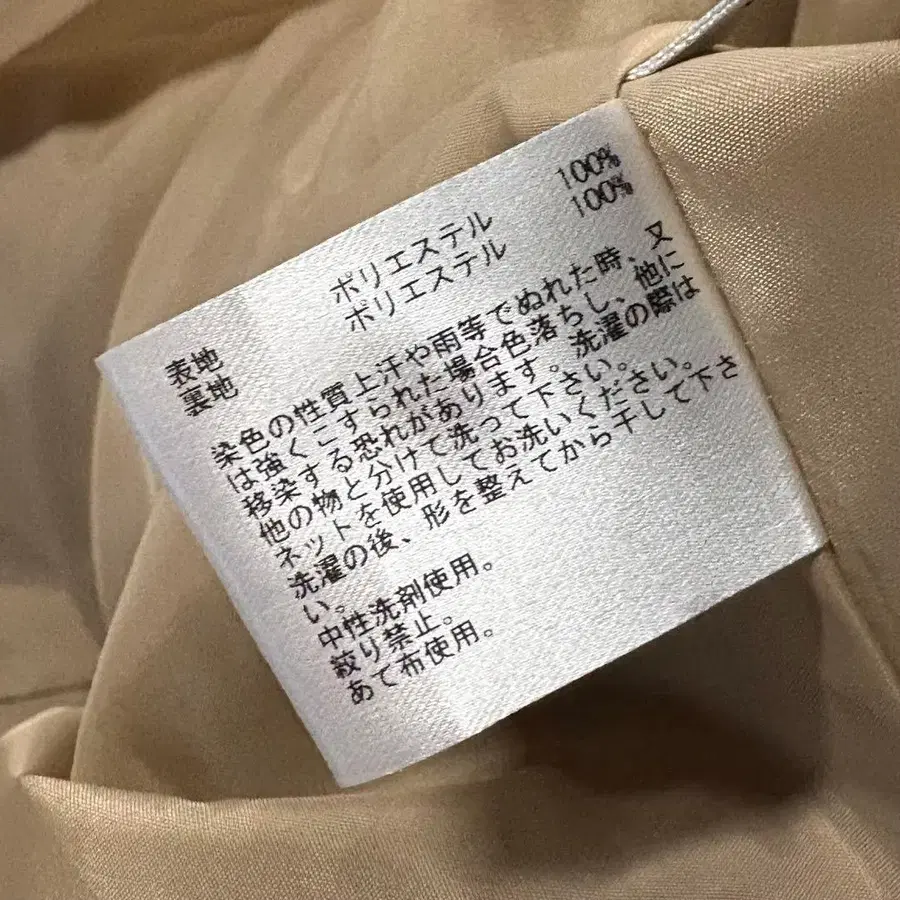 表地 ポリエステル 100%
裏地 ポリエステル 100%
染色の性質上汗や雨等でぬれた時、又
は強くこすられた場合色落ちし、他に
移染する恐れがあります。洗濯の際は
他の物と分けて洗って下さい。
ネットを使用してお洗いください。
洗濯の後、形を整えてから干して下さ
い。
中性洗剤使用。
絞り禁止。
あて布使用。